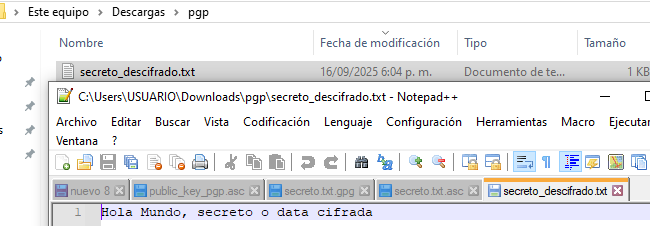 Este equipo > Descargas > pgp
Nombre Fecha de modificación Tipo Tamaño
secreto_descifrado.txt 16/09/2025 6:04 p. m. Documento de te... 1 KB
C:\Users\USUARIO\Downloads\pgp\secreto_descifrado.txt - Notepad++
Archivo Editar Buscar Vista Codificación Lenguaje Configuración Herramientas Macro Ejecutar
Ventana ?
nuevo 8 public_key_pgp.asc secreto.txt.gpg secreto.txt.asc secreto_descifrado.txt
1 Hola Mundo, secreto o data cifrada